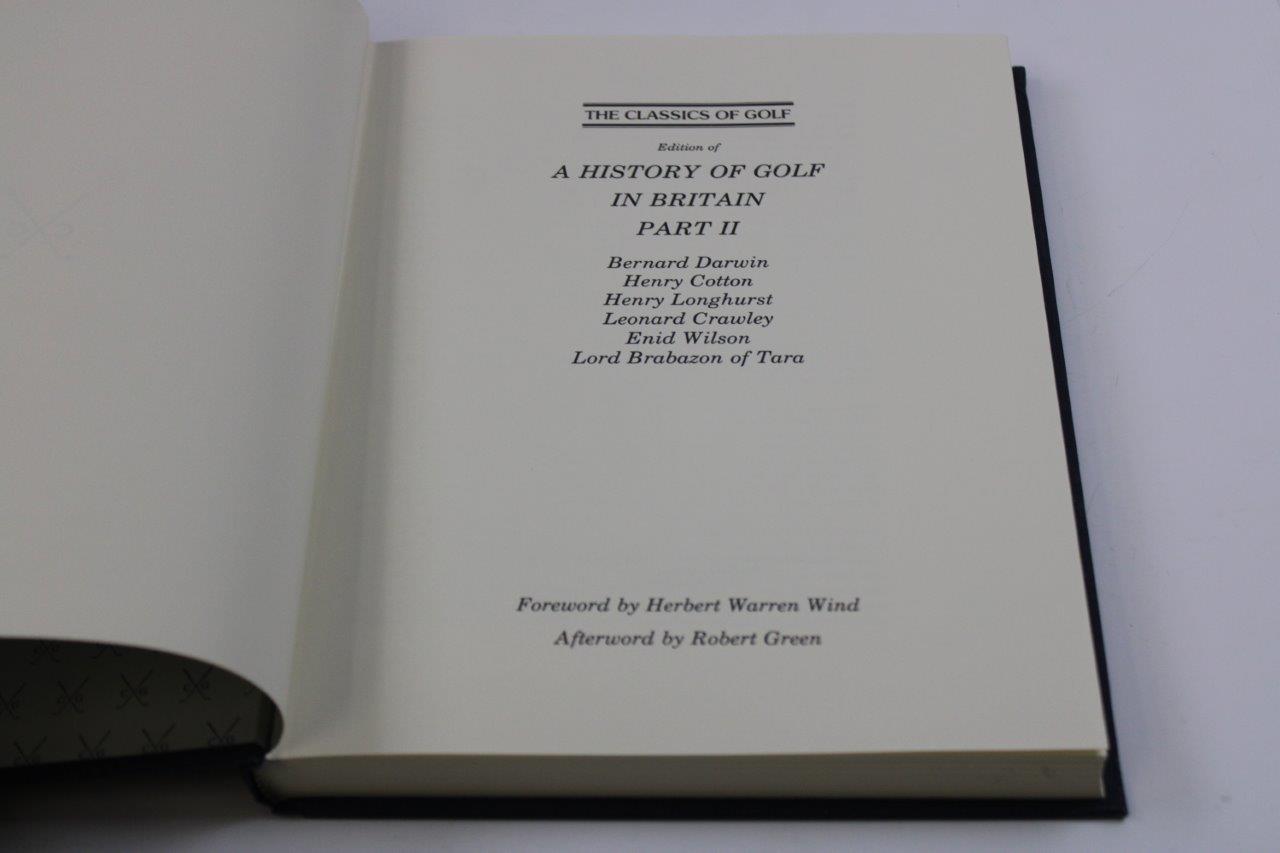 THE CLASSICS OF GOLF
Edition of
A HISTORY OF GOLF
IN BRITAIN
PART II
Bernard Darwin
Henry Cotton
Henry Longhurst
Leonard Crawley
Enid Wilson
Lord Brabazon of Tara
Foreword by Herbert Warren Wind
Afterword by Robert Green